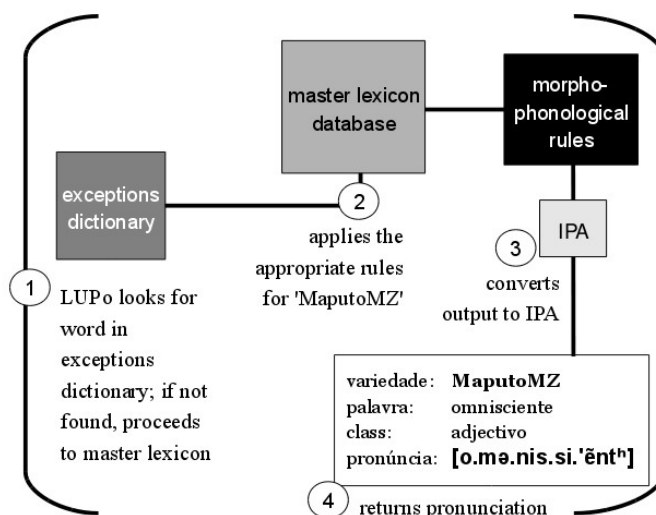 master lexicon
database
morpho-
phonological
rules
exceptions
dictionary
2
applies the
appropriate rules
for 'MaputoMZ'
IPA
3
converts
output to IPA
1
LUPo looks for
word in
exceptions
dictionary; if not
found, proceeds
to master lexicon
variedade: MaputoMZ
palavra: omnisciente
class: adjectivo
pronúncia: [o.mə.nis.si.'ẽntʰ]
4
returns pronunciation